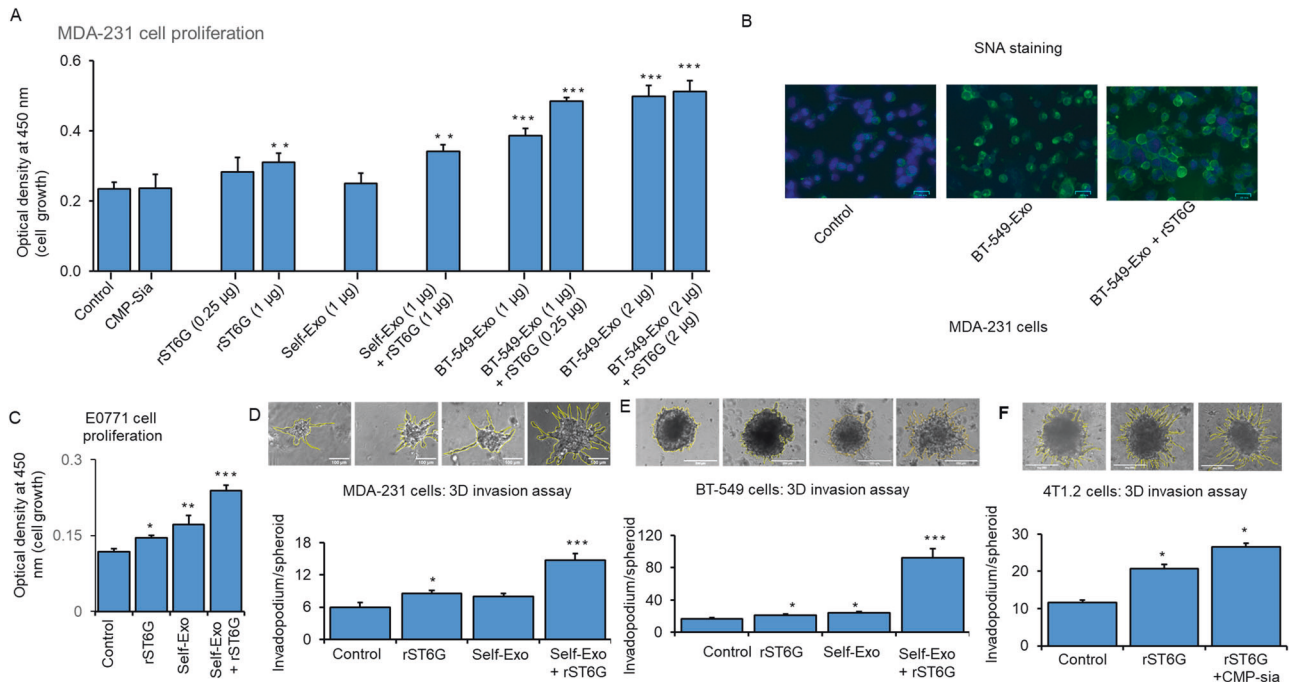 A
MDA-231 cell proliferation
Optical density at 450 nm
(cell growth)
0.6
0.4
0.2
0.0
* *
* *
***
***
***
***
Control
CMP-Sia
rST6G (0.25 µg)
rST6G (1 µg)
Self-Exo (1 µg)
Self-Exo (1 µg)
+ rST6G (1 µg)
BT-549-Exo (1 µg)
BT-549-Exo (1 µg)
+ rST6G (0.25 µg)
BT-549-Exo (2 µg)
BT-549-Exo (2 µg)
+ rST6G (2 µg)
B
SNA staining
Control
BT-549-Exo
BT-549-Exo + rST6G
MDA-231 cells
C
E0771 cell
proliferation
Optical density at 450
nm (cell growth)
0.3
0.15
0
*
**
***
Control
rST6G
Self-Exo
Self-Exo
+ rST6G
D
100 µm
100 µm
100 µm
MDA-231 cells: 3D invasion assay
Invadopodium/spheroid
18
12
6
0
*
***
Control
rST6G
Self-Exo
Self-Exo
+ rST6G
E
BT-549 cells: 3D invasion assay
Invadopodium/spheroid
120
80
40
0
*
*
***
Control
rST6G
Self-Exo
Self-Exo
+ rST6G
F
4T1.2 cells: 3D invasion assay
Invadopodium/spheroid
30
20
10
0
*
*
Control
rST6G
rST6G
+CMP-sia